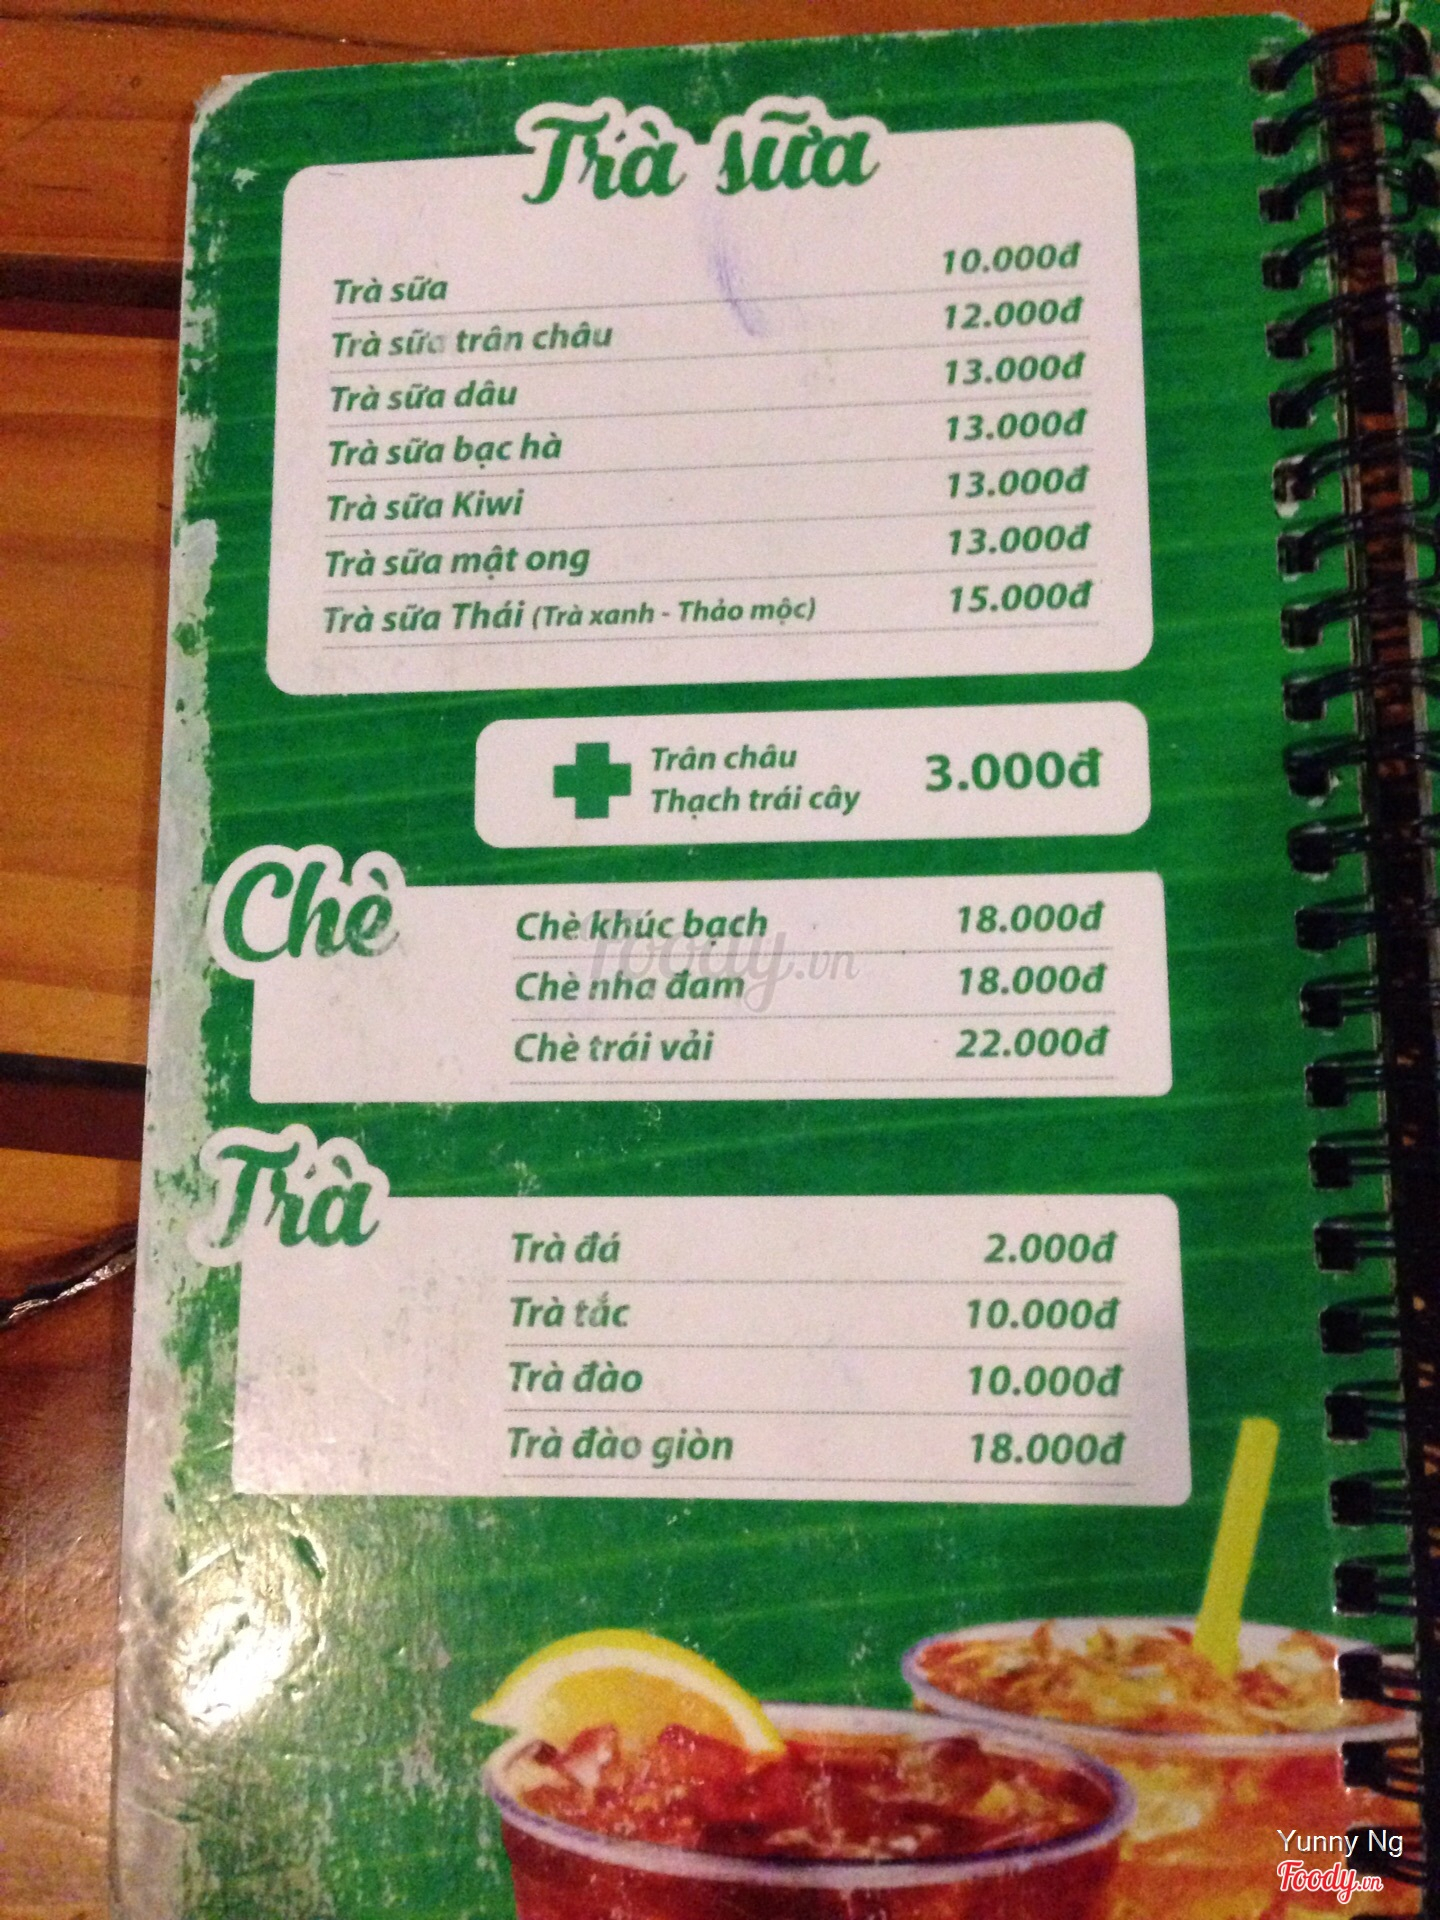 Trà sữa
Trà sữa 10.000đ
Trà sữa trân châu 12.000đ
Trà sữa dâu 13.000đ
Trà sữa bạc hà 13.000đ
Trà sữa Kiwi 13.000đ
Trà sữa mật ong 13.000đ
Trà sữa Thái (Trà xanh - Thảo mộc) 15.000đ
Trân châu
Thạch trái cây 3.000đ
Chè
Chè khúc bạch 18.000đ
Chè nha đam 18.000đ
Chè trái vải 22.000đ
Foody.vn
Trà
Trà đá 2.000đ
Trà tắc 10.000đ
Trà đào 10.000đ
Trà đào giòn 18.000đ
Yunny Ng
Foody.vn